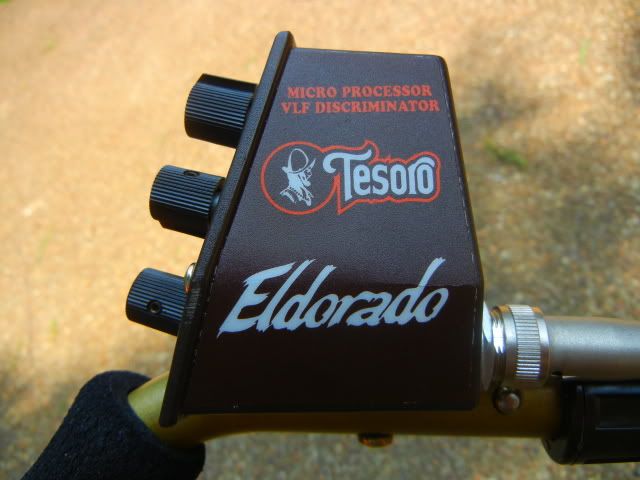 MICRO PROCESSOR
VLF DISCRIMINATOR
Tesoro
Eldorado